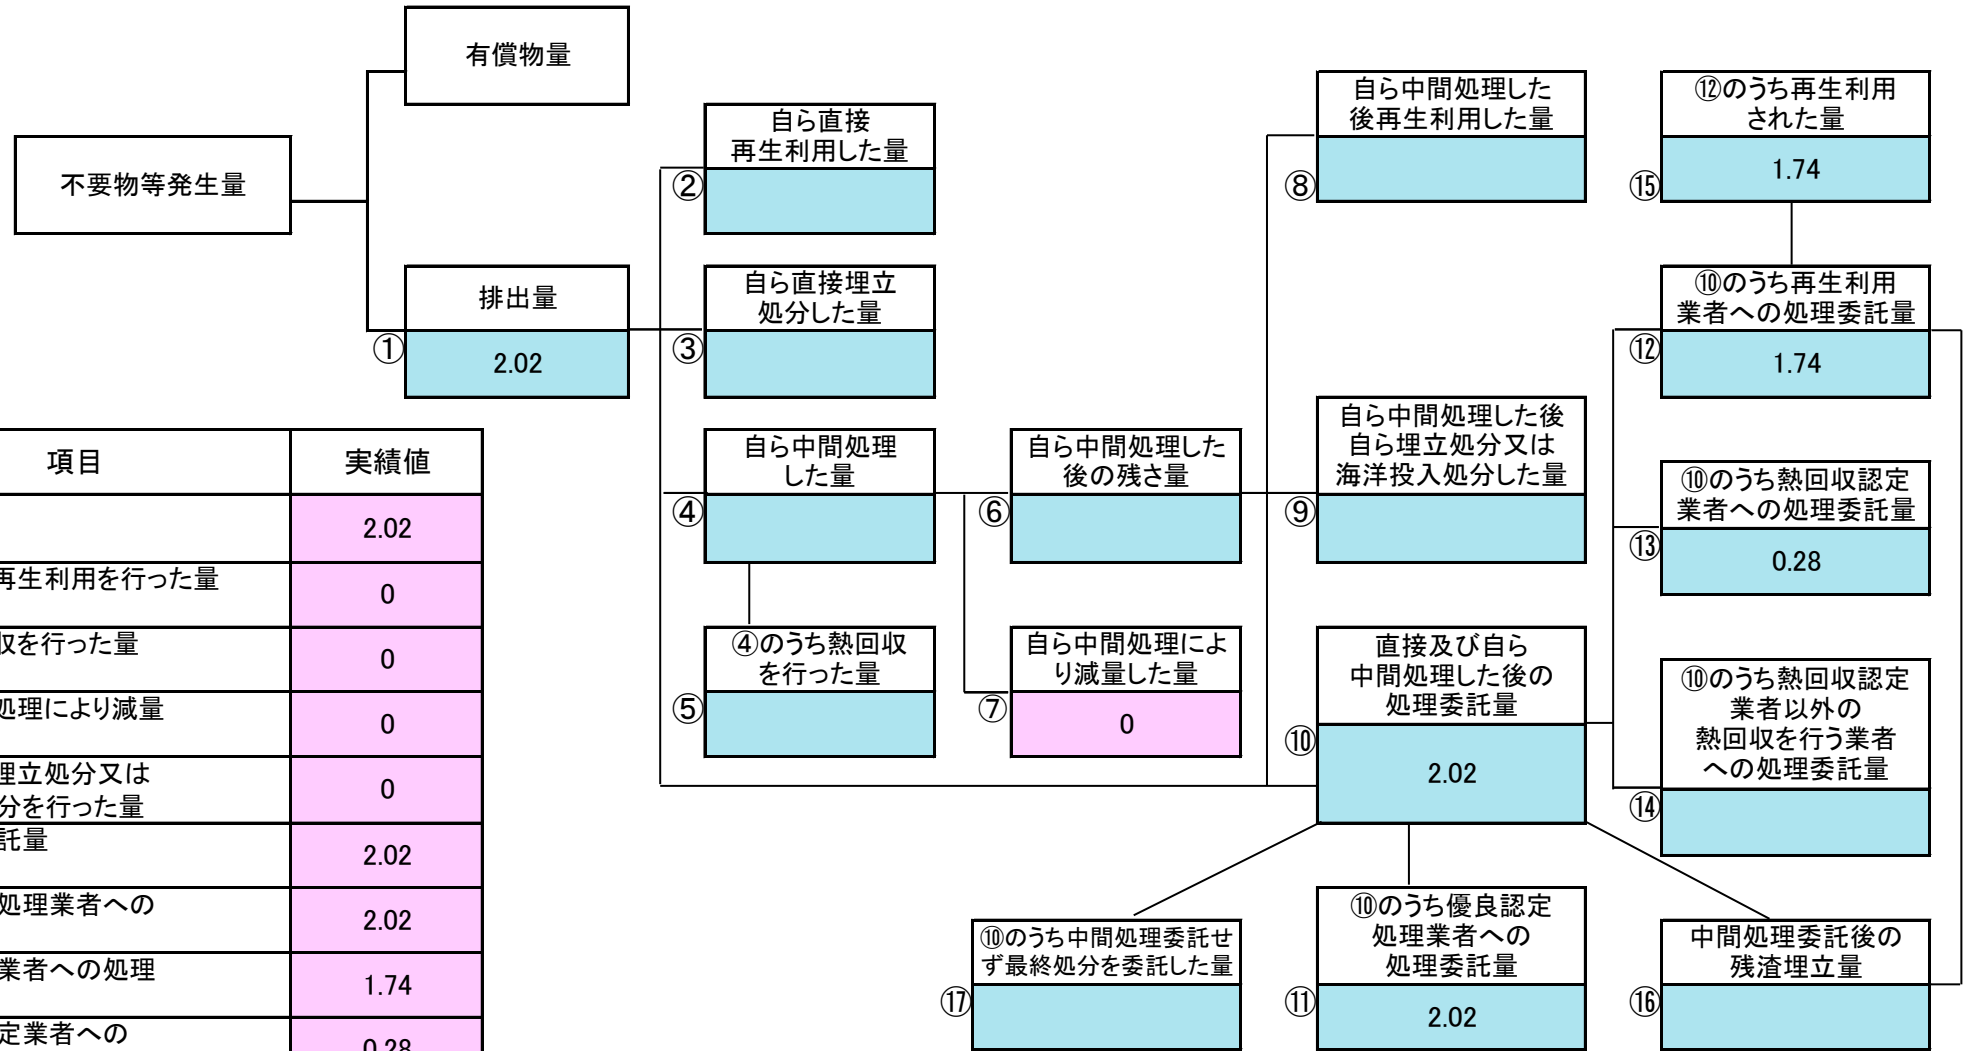 有償物量
不要物等発生量
排出量
①
2.02
自ら直接
再生利用した量
②
自ら直接埋立
処分した量
③
自ら中間処理
した量
④
④のうち熱回収
を行った量
⑤
自ら中間処理した
後の残さ量
⑥
自ら中間処理によ
り減量した量
⑦
0
自ら中間処理した
後再生利用した量
⑧
自ら中間処理した後
自ら埋立処分又は
海洋投入処分した量
⑨
直接及び自ら
中間処理した後の
処理委託量
⑩
2.02
⑫のうち再生利用
された量
⑮
1.74
⑩のうち再生利用
業者への処理委託量
⑫
1.74
⑩のうち熱回収認定
業者への処理委託量
⑬
0.28
⑩のうち熱回収認定
業者以外の
熱回収を行う業者
への処理委託量
⑭
⑩のうち中間処理委託せ
ず最終処分を委託した量
⑰
⑩のうち優良認定
処理業者への
処理委託量
⑪
2.02
中間処理委託後の
残渣埋立量
⑯
項目
実績値
2.02
再生利用を行った量
0
収を行った量
0
処理により減量
0
埋立処分又は
分を行った量
0
託量
2.02
処理業者への
2.02
業者への処理
1.74
定業者への
0.28